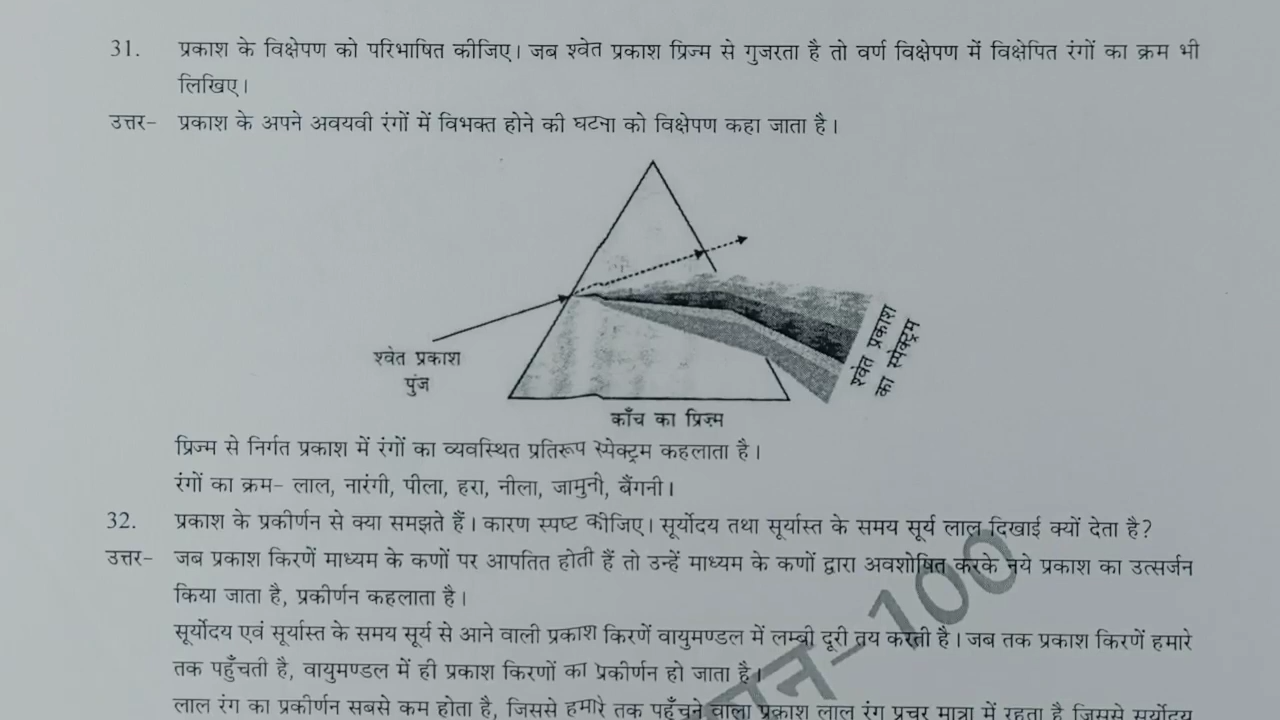 31. प्रकाश के विक्षेपण को परिभाषित कीजिए। जब श्वेत प्रकाश प्रिज्म से गुजरता है तो वर्ण विक्षेपण में विक्षेपित रंगों का क्रम भी
लिखिए।
उत्तर- प्रकाश के अपने अवयवी रंगों में विभक्त होने की घटना को विक्षेपण कहा जाता है।
श्वेत प्रकाश
पुंज
श्वेत प्रकाश
का स्पेक्ट्रम
काँच का प्रिज़्म
प्रिज्म से निर्गत प्रकाश में रंगों का व्यवस्थित प्रतिरूप स्पेक्ट्रम कहलाता है।
रंगों का क्रम- लाल, नारंगी, पीला, हरा, नीला, जामुनी, बैंगनी।
32. प्रकाश के प्रकीर्णन से क्या समझते हैं। कारण स्पष्ट कीजिए। सूर्योदय तथा सूर्यास्त के समय सूर्य लाल दिखाई क्यों देता है?
उत्तर- जब प्रकाश किरणें माध्यम के कणों पर आपतित होती हैं तो उन्हें माध्यम के कणों द्वारा अवशोषित करके नये प्रकाश का उत्सर्जन
किया जाता है, प्रकीर्णन कहलाता है।
सूर्योदय एवं सूर्यास्त के समय सूर्य से आने वाली प्रकाश किरणें वायुमण्डल में लम्बी दूरी तय करती है। जब तक प्रकाश किरणें हमारे
तक पहुँचती है, वायुमण्डल में ही प्रकाश किरणों का प्रकीर्णन हो जाता है।
लाल रंग का प्रकीर्णन सबसे कम होता है, जिससे हमारे तक पहुँचने वाला प्रकाश लाल रंग प्रचुर मात्रा में रहता है जिससे सूर्योदय
-100